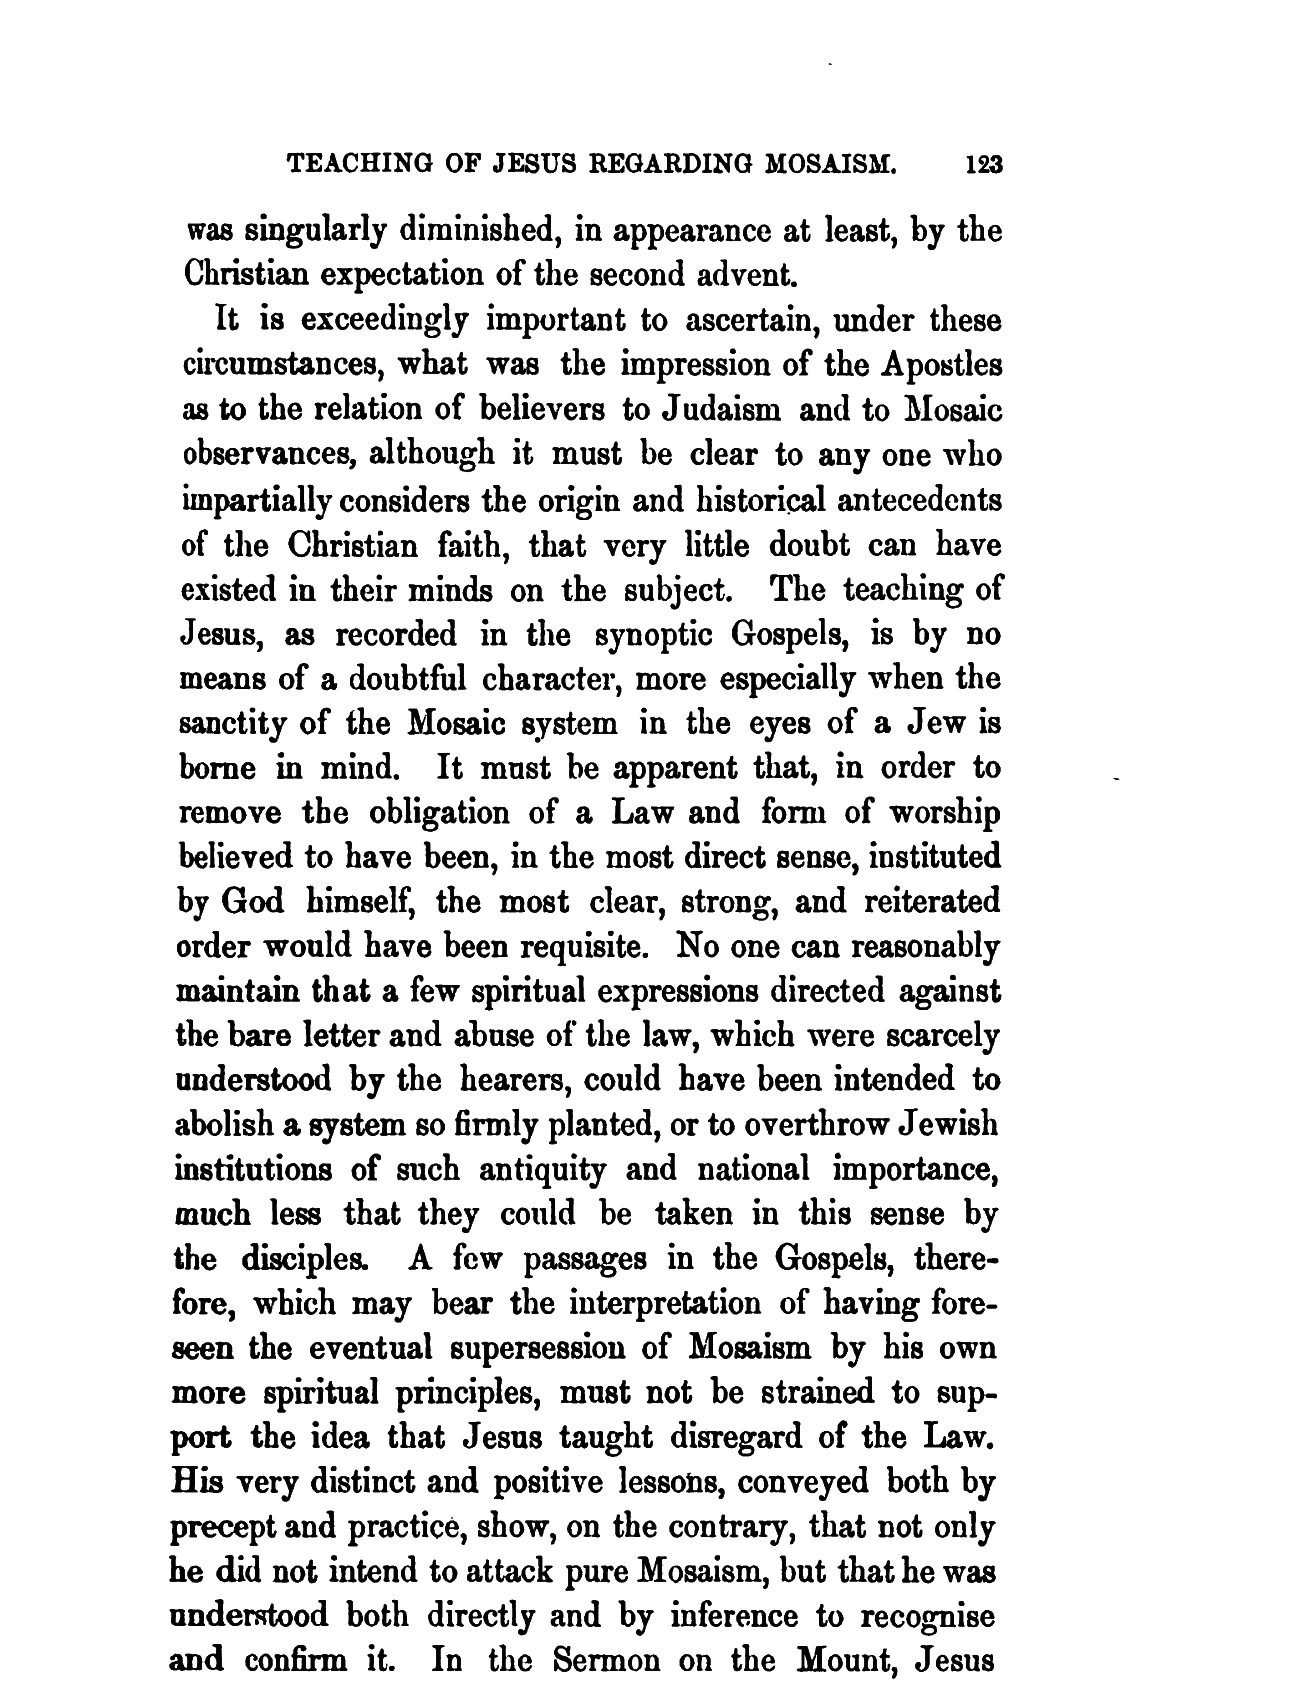 TEACHING OF JESUS REGARDING MOSAISM. 123
was singularly diminished, in appearance at least, by the
Christian expectation of the second advent.
It is exceedingly important to ascertain, under these
circumstances, what was the impression of the Apostles
as to the relation of believers to Judaism and to Mosaic
observances, although it must be clear to any one who
impartially considers the origin and historical antecedents
of the Christian faith, that very little doubt can have
existed in their minds on the subject. The teaching of
Jesus, as recorded in the synoptic Gospels, is by no
means of a doubtful character, more especially when the
sanctity of the Mosaic system in the eyes of a Jew is
borne in mind. It must be apparent that, in order to
remove the obligation of a Law and form of worship
believed to have been, in the most direct sense, instituted
by God himself, the most clear, strong, and reiterated
order would have been requisite. No one can reasonably
maintain that a few spiritual expressions directed against
the bare letter and abuse of the law, which were scarcely
understood by the hearers, could have been intended to
abolish a system so firmly planted, or to overthrow Jewish
institutions of such antiquity and national importance,
much less that they could be taken in this sense by
the disciples. A few passages in the Gospels, there-
fore, which may bear the interpretation of having fore-
seen the eventual supersession of Mosaism by his own
more spiritual principles, must not be strained to sup-
port the idea that Jesus taught disregard of the Law.
His very distinct and positive lessons, conveyed both by
precept and practice, show, on the contrary, that not only
he did not intend to attack pure Mosaism, but that he was
understood both directly and by inference to recognise
and confirm it. In the Sermon on the Mount, Jesus